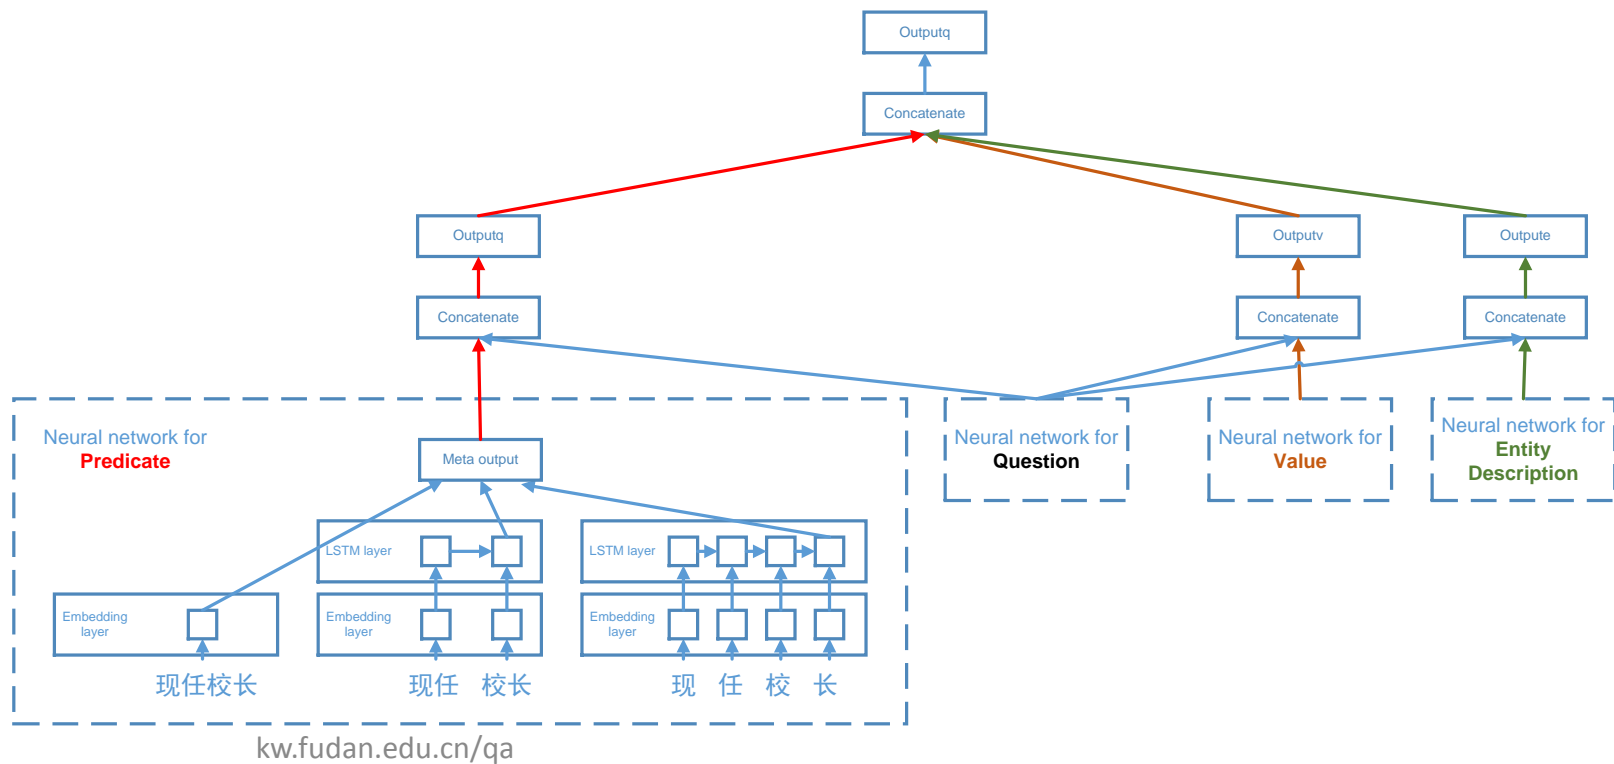 Outputq
Concatenate
Outputq
Outputv
Outpute
Concatenate
Concatenate
Concatenate
Neural network for
Predicate
Meta output
Neural network for
Question
Neural network for
Value
Neural network for
Entity
Description
LSTM layer
LSTM layer
Embedding
layer
Embedding
layer
Embedding
layer
现任校长
现任 校长
现 任 校 长
kw.fudan.edu.cn/qa